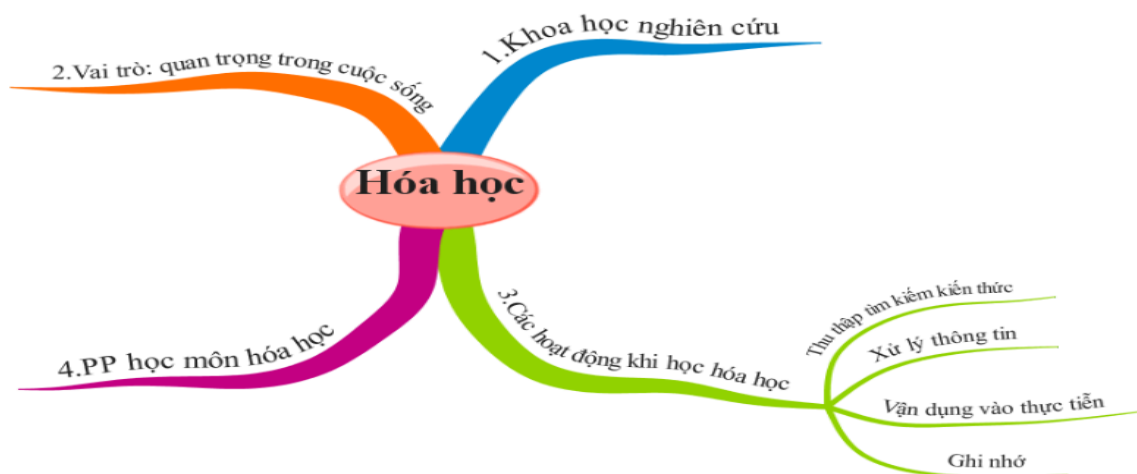 1.Khoa học nghiên cứu
2.Vai trò: quan trọng trong cuộc sống
Hóa học
3.Các hoạt động khi học hóa học
Thu thập tìm kiếm kiến thức
Xử lý thông tin
Vận dụng vào thực tiễn
Ghi nhớ
4.PP học môn hóa học